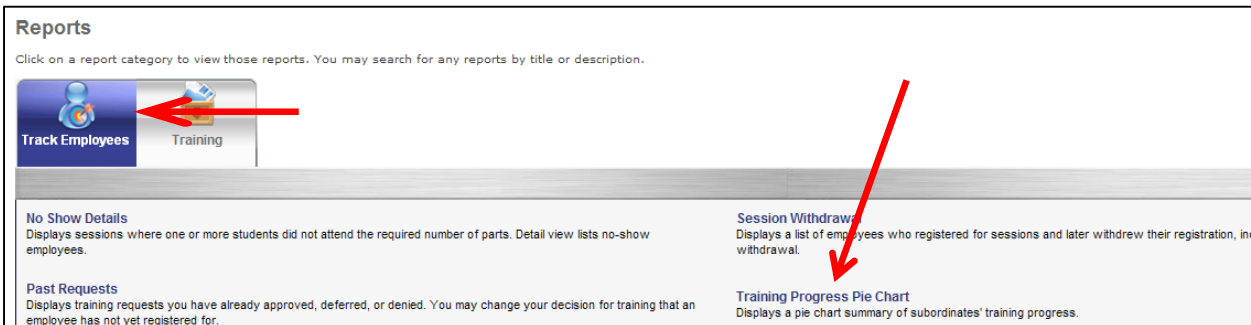 Reports
Click on a report category to view those reports. You may search for any reports by title or description.
Track Employees
Training
No Show Details
Displays sessions where one or more students did not attend the required number of parts. Detail view lists no-show
employees.
Past Requests
Displays training requests you have already approved, deferred, or denied. You may change your decision for training that an
employee has not yet registered for.
Session Withdrawal
Displays a list of employees who registered for sessions and later withdrew their registration,
withdrawal.
Training Progress Pie Chart
Displays a pie chart summary of subordinates' training progress.